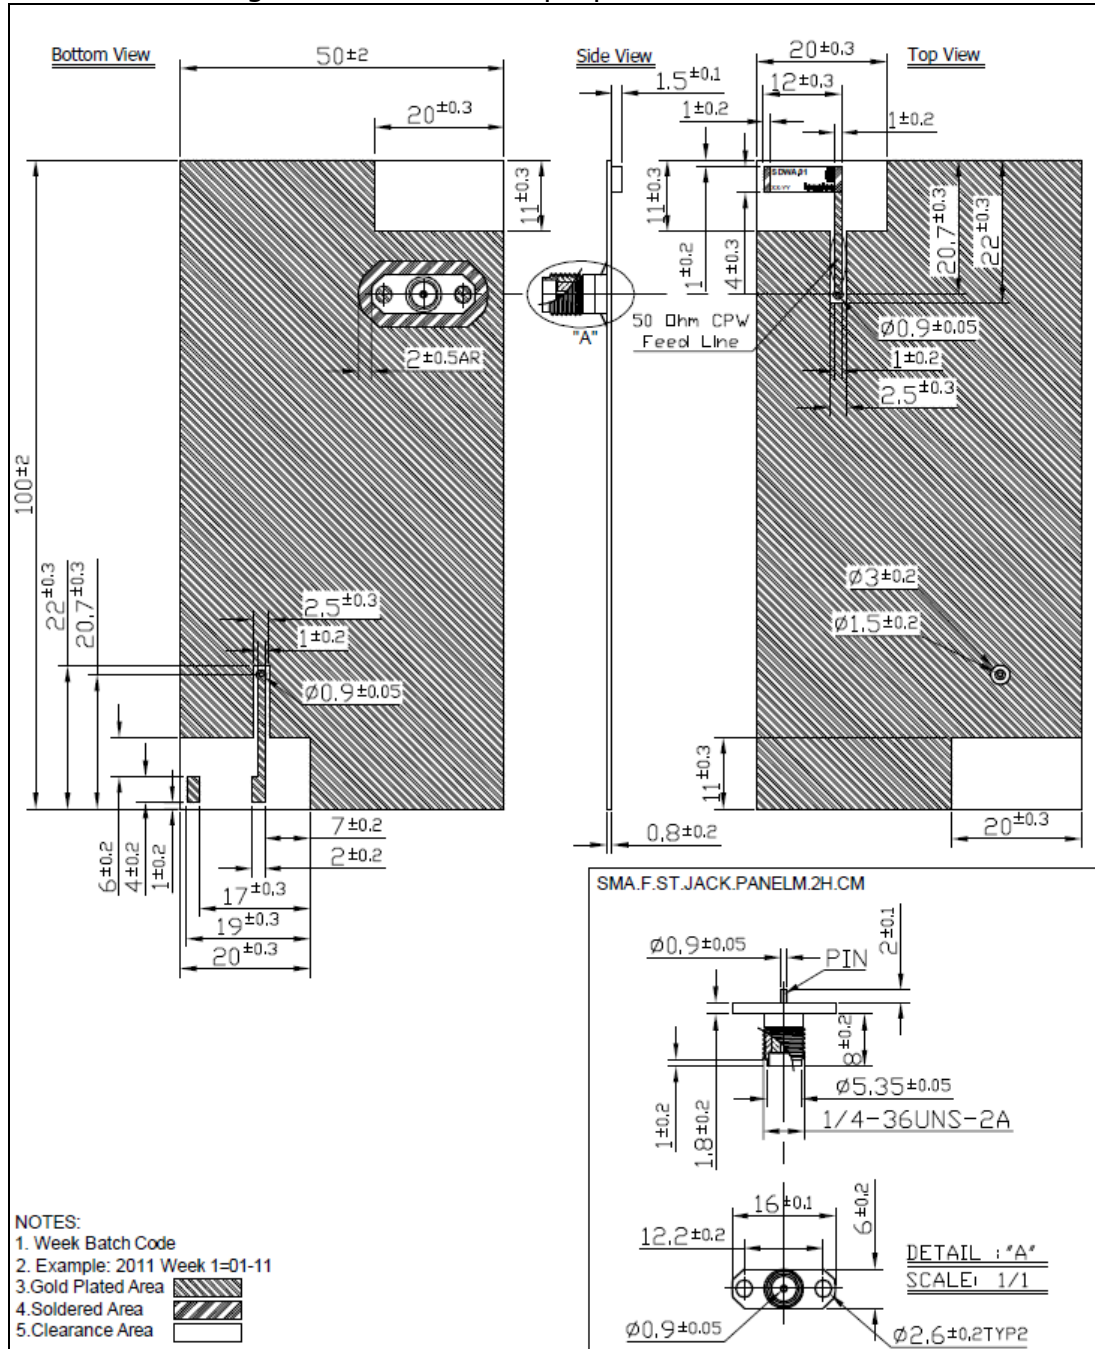 Bottom View
50±2
20±0.3
11±0.3
2±0.5AR
100±2
22±0.3
20.7±0.3
2.5±0.3
1±0.2
Ø0.9±0.05
6±0.2
4±0.2
1±0.2
7±0.2
2±0.2
17±0.3
19±0.3
20±0.3
Side View
1.5±0.1
"A"
0.8±0.2
Top View
20±0.3
12±0.3
1±0.2
1±0.2
11±0.3
1±0.2
4±0.3
SDWA.01
XX-YY
20.7±0.3
22±0.3
50 Ohm CPW
Feed Line
Ø0.9±0.05
1±0.2
2.5±0.3
Ø3±0.2
Ø1.5±0.2
11±0.3
20±0.3
SMA.F.ST.JACK.PANELM.2H.CM
Ø0.9±0.05
PIN
2±0.1
8±0.2
1±0.2
1.8±0.2
Ø5.35±0.05
1/4-36UNS-2A
16±0.1
12.2±0.2
6±0.2
Ø0.9±0.05
Ø2.6±0.2TYP2
DETAIL :"A"
SCALE: 1/1
NOTES:
1. Week Batch Code
2. Example: 2011 Week 1=01-11
3.Gold Plated Area
4.Soldered Area
5.Clearance Area